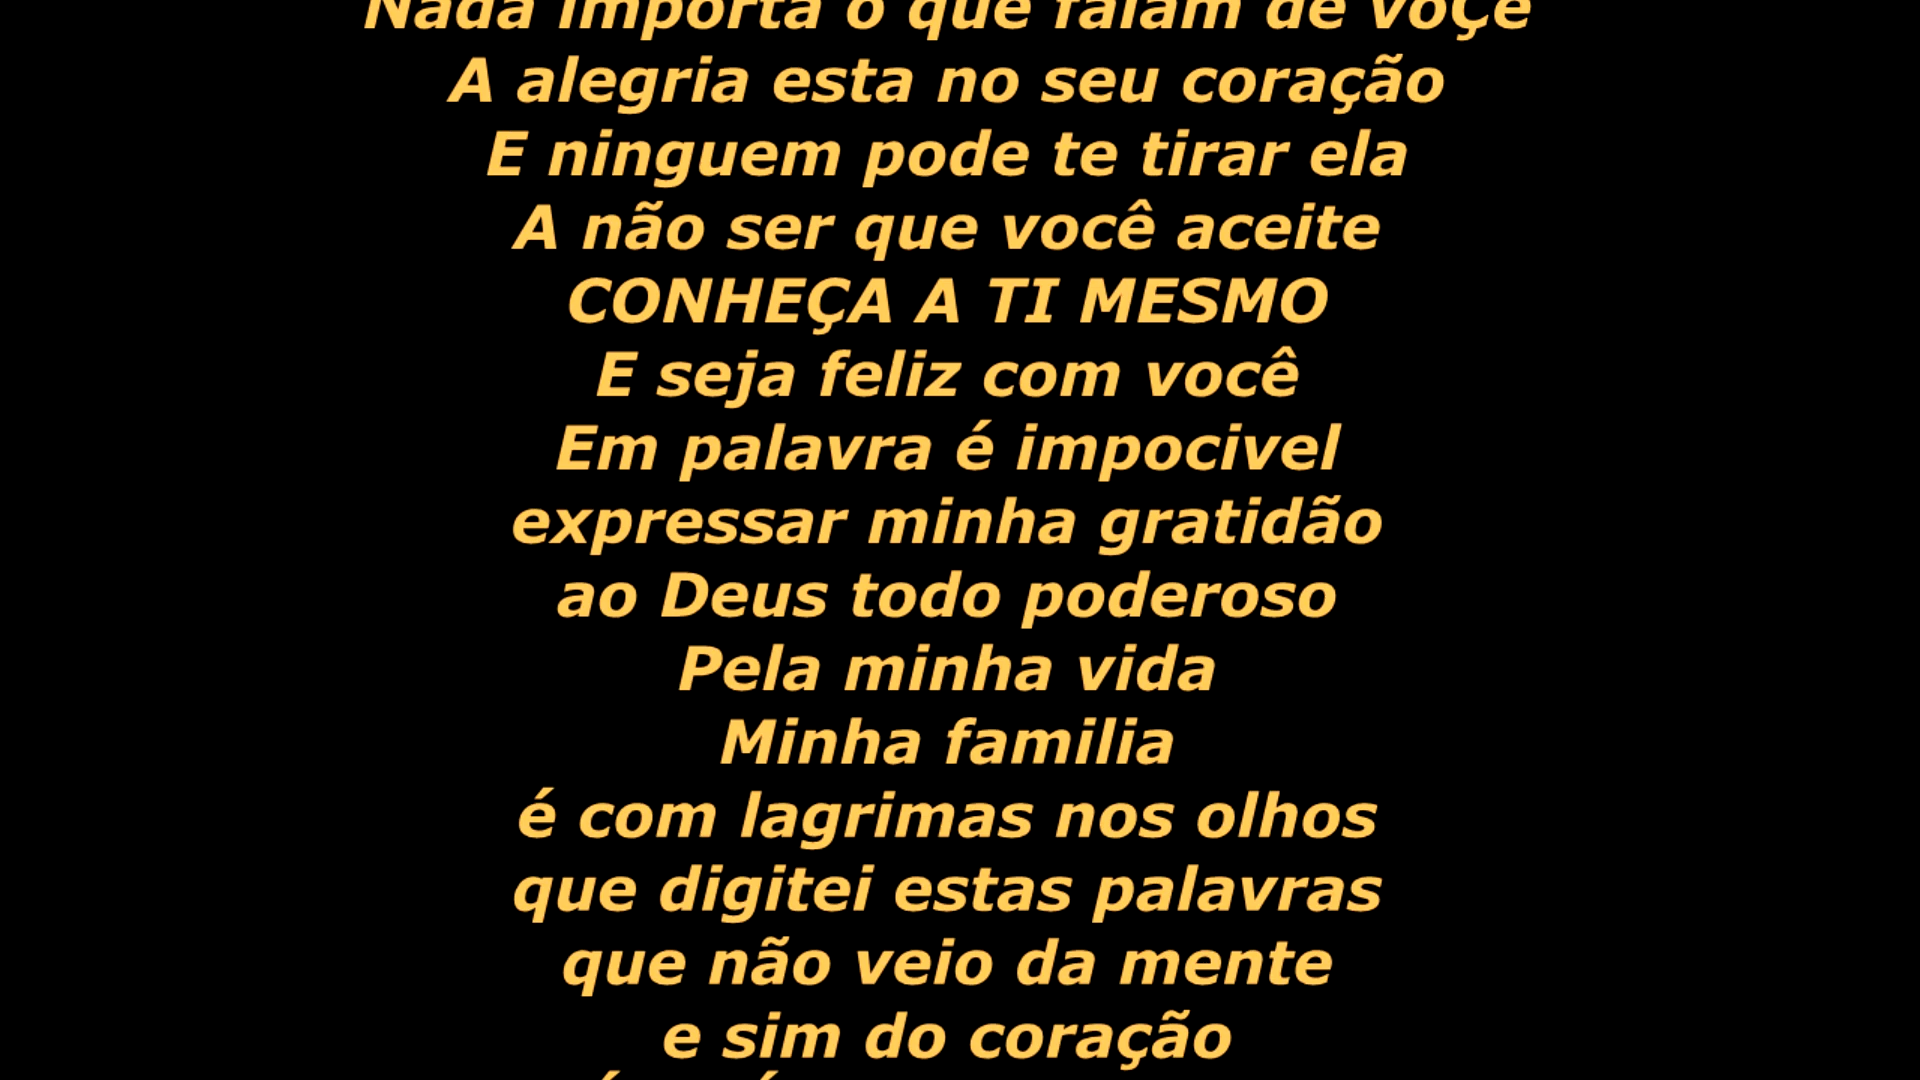 Nada importa o que falam de voçe
A alegria esta no seu coração
E ninguem pode te tirar ela
A não ser que você aceite
CONHEÇA A TI MESMO
E seja feliz com você
Em palavra é impocivel
expressar minha gratidão
ao Deus todo poderoso
Pela minha vida
Minha familia
é com lagrimas nos olhos
que digitei estas palavras
que não veio da mente
e sim do coração